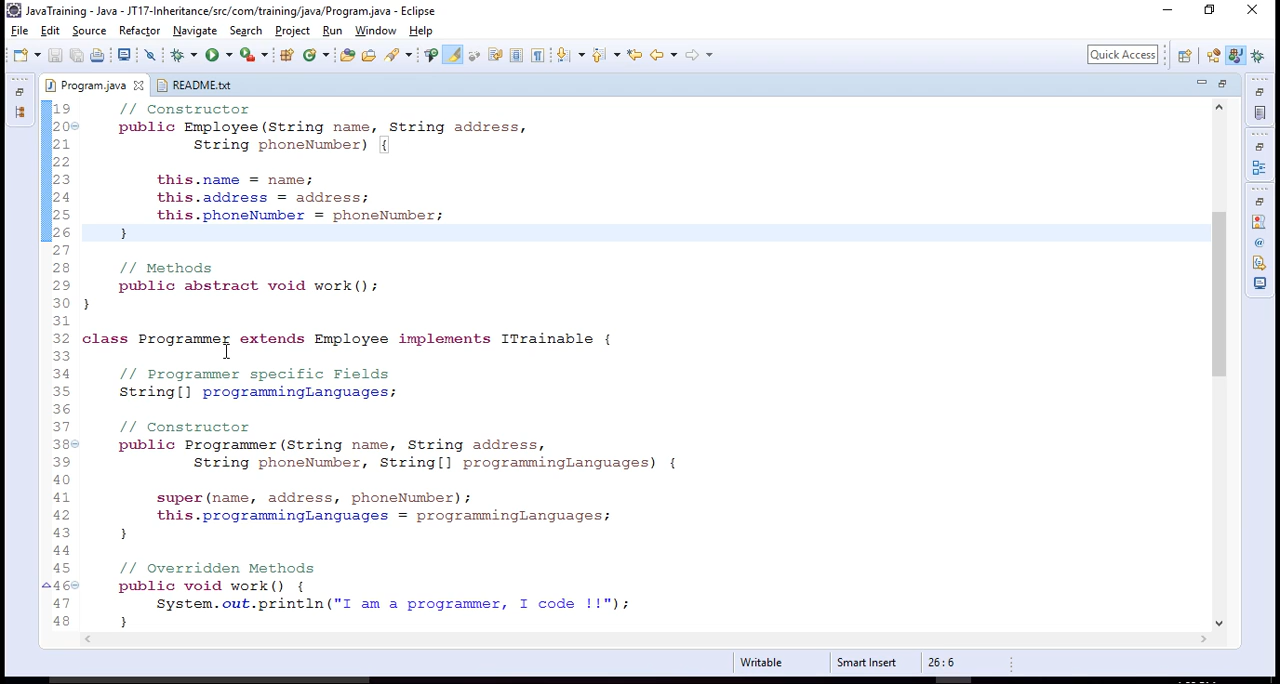 JavaTraining - Java - JT17-Inheritance/src/com/training/java/Program.java - Eclipse
File Edit Source Refactor Navigate Search Project Run Window Help
Quick Access
Program.java README.txt
19 // Constructor
20 public Employee(String name, String address,
21 String phoneNumber) {
22
23 this.name = name;
24 this.address = address;
25 this.phoneNumber = phoneNumber;
26 }
27
28 // Methods
29 public abstract void work();
30 }
31
32 class Programmer extends Employee implements ITrainable {
33
34 // Programmer specific Fields
35 String[] programmingLanguages;
36
37 // Constructor
38 public Programmer(String name, String address,
39 String phoneNumber, String[] programmingLanguages) {
40
41 super(name, address, phoneNumber);
42 this.programmingLanguages = programmingLanguages;
43 }
44
45 // Overridden Methods
46 public void work() {
47 System.out.println("I am a programmer, I code !!");
48 }
Writable Smart Insert 26 : 6